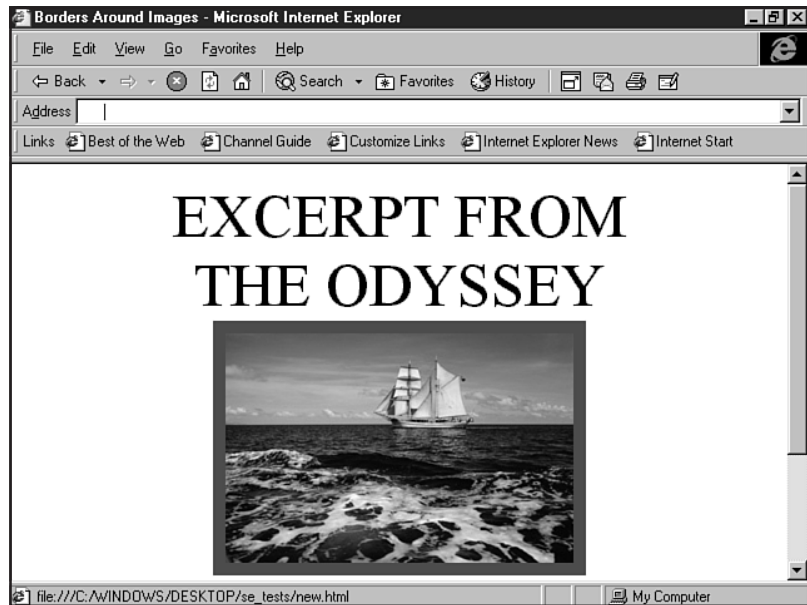 Borders Around Images - Microsoft Internet Explorer
File Edit View Go Favorites Help
Back Search Favorites History
Address
Links Best of the Web Channel Guide Customize Links Internet Explorer News Internet Start
EXCERPT FROM
THE ODYSSEY
file:///C:/WINDOWS/DESKTOP/se_tests/new.html My Computer